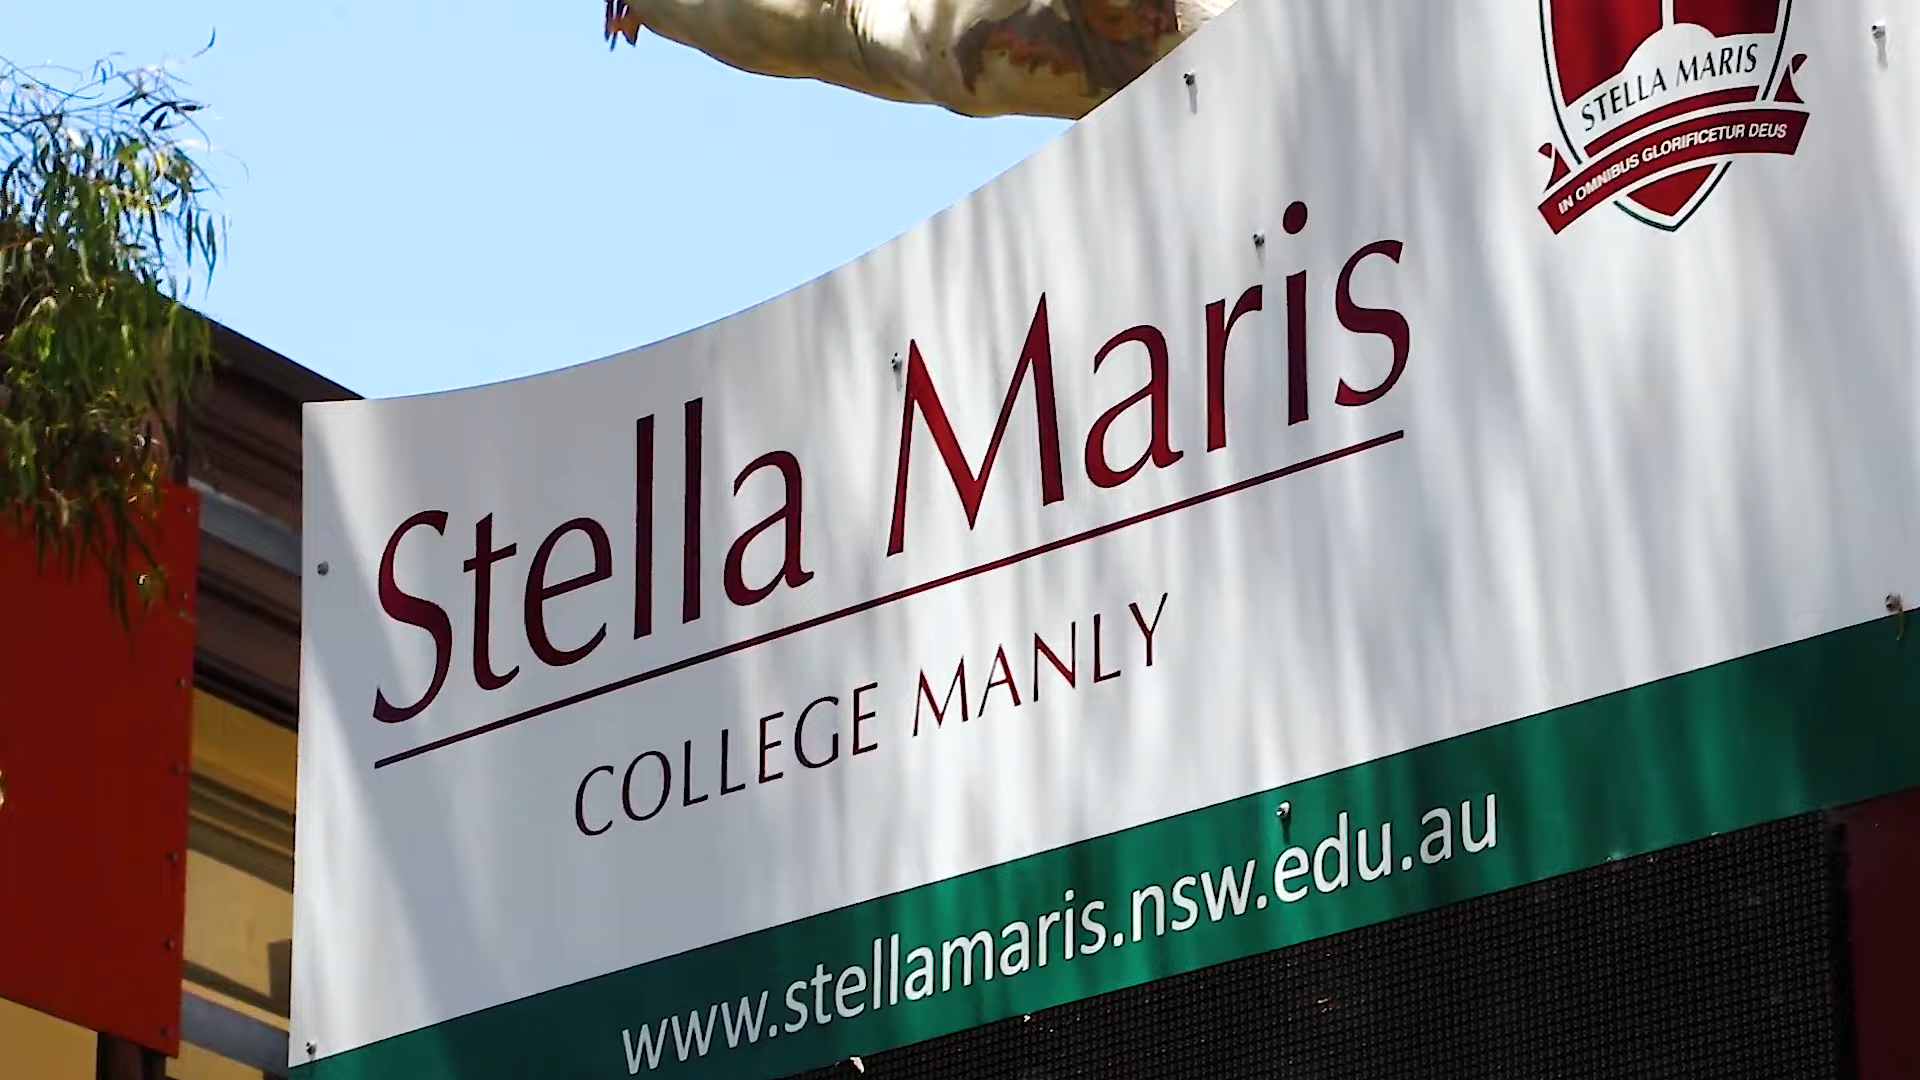 STELLA MARIS
IN OMNIBUS GLORIFICETUR DEUS
Stella Maris
COLLEGE MANLY
www.stellamaris.nsw.edu.au